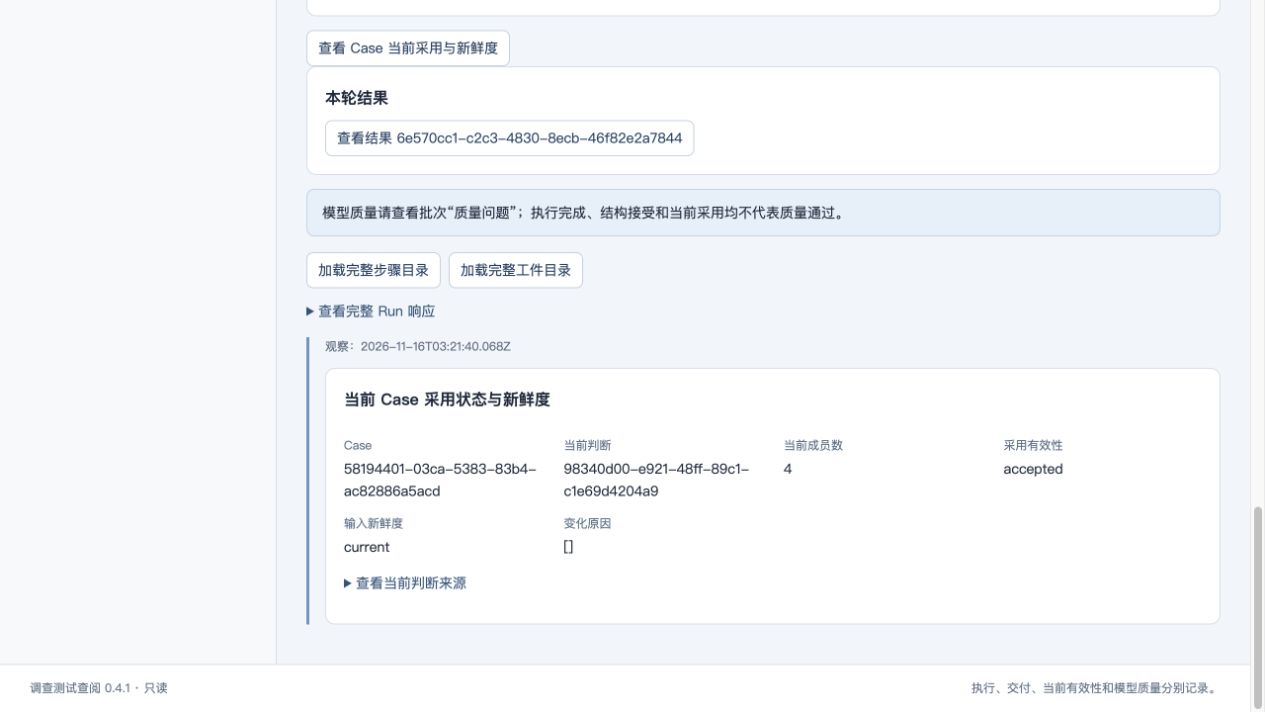 查看 Case 当前采用与新鲜度
本轮结果
查看结果 6e570cc1-c2c3-4830-8ecb-46f82e2a7844
模型质量请查看批次“质量问题”；执行完成、结构接受和当前采用均不代表质量通过。
加载完整步骤目录 加载完整工件目录
▶ 查看完整 Run 响应
观察：2026-11-16T03:21:40.068Z
当前 Case 采用状态与新鲜度
Case 当前判断 当前成员数 采用有效性
58194401-03ca-5383-83b4- 98340d00-e921-48ff-89c1- 4 accepted
ac82886a5acd c1e69d4204a9
输入新鲜度 变化原因
current []
▶ 查看当前判断来源
调查测试查阅 0.4.1 · 只读 执行、交付、当前有效性和模型质量分别记录。